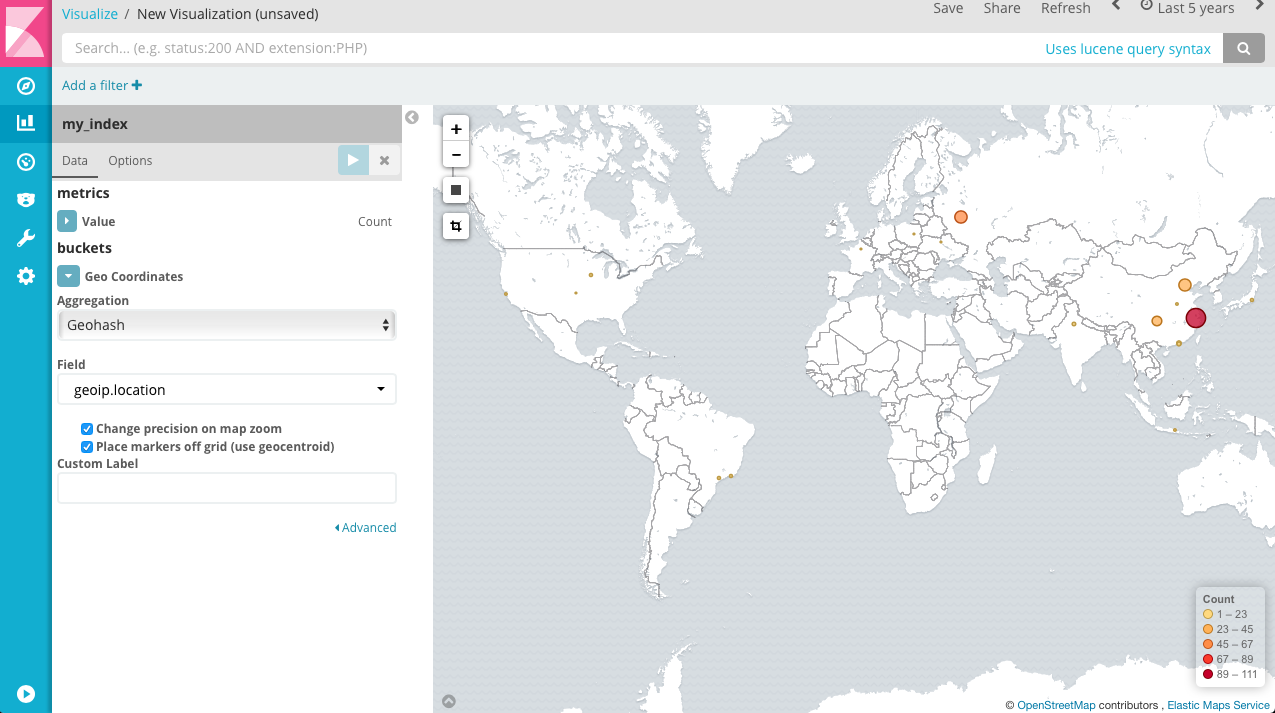 Visualize / New Visualization (unsaved)
Save Share Refresh Last 5 years
Search... (e.g. status:200 AND extension:PHP)
Uses lucene query syntax
Add a filter +
my_index
Data Options
metrics
Value Count
buckets
Geo Coordinates
Aggregation
Geohash
Field
geoip.location
Change precision on map zoom
Place markers off grid (use geocentroid)
Custom Label
Advanced
+
−
Count
1 – 23
23 – 45
45 – 67
67 – 89
89 – 111
© OpenStreetMap contributors , Elastic Maps Service